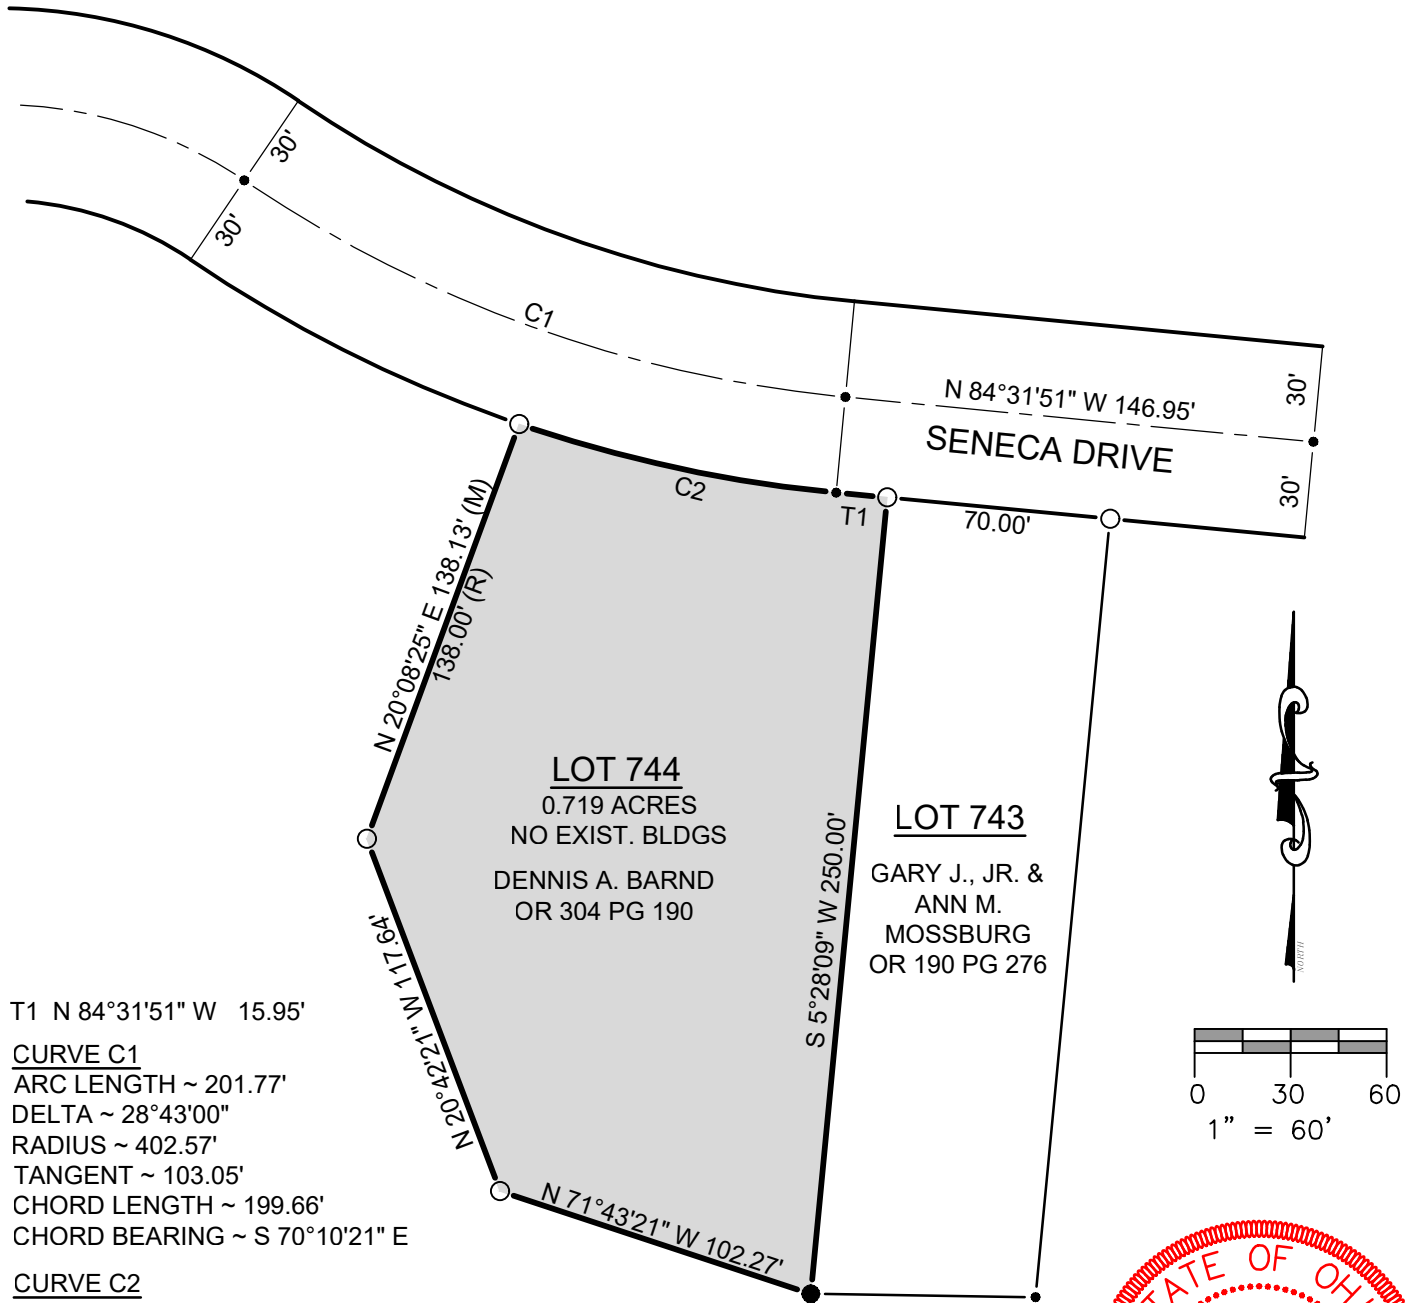 30'
30'
C1
N 84°31'51" W 146.95'
SENECA DRIVE
30'
30'
C2
T1
70.00'
N 20°08'25" E 138.13' (M)
138.00' (R)
LOT 744
0.719 ACRES
NO EXIST. BLDGS
DENNIS A. BARND
OR 304 PG 190
S 5°28'09" W 250.00'
LOT 743
GARY J., JR. &
ANN M.
MOSSBURG
OR 190 PG 276
NORTH
N 20°42'21" W 117.64'
N 71°43'21" W 102.27'
T1 N 84°31'51" W 15.95'
CURVE C1
ARC LENGTH ~ 201.77'
DELTA ~ 28°43'00"
RADIUS ~ 402.57'
TANGENT ~ 103.05'
CHORD LENGTH ~ 199.66'
CHORD BEARING ~ S 70°10'21" E
CURVE C2
0 30 60
1" = 60'
TATE OF OH